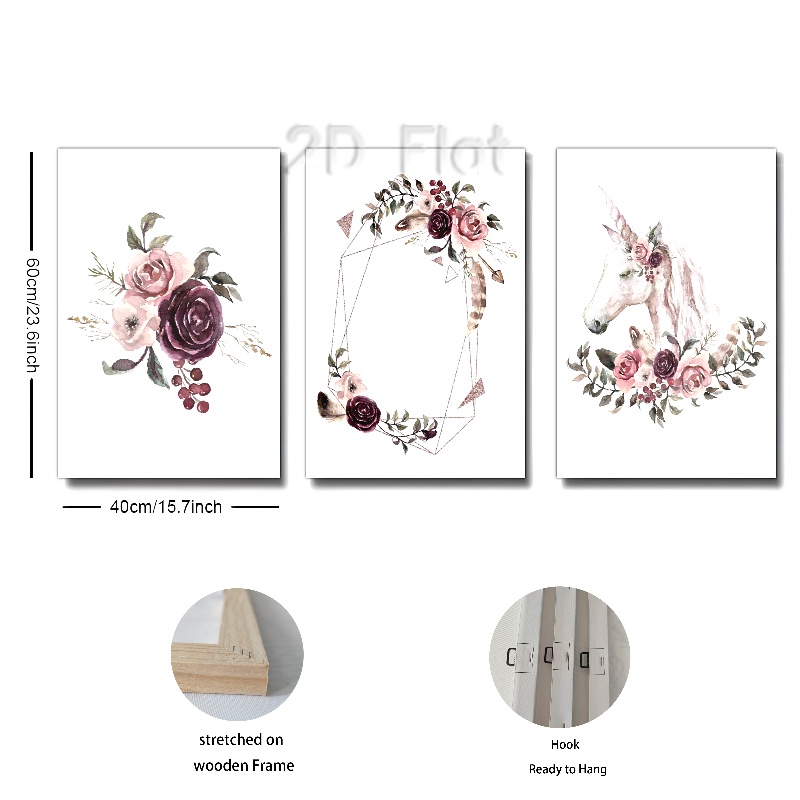 2D Flat
60cm/23.6inch
40cm/15.7inch
stretched on
wooden Frame
Hook
Ready to Hang